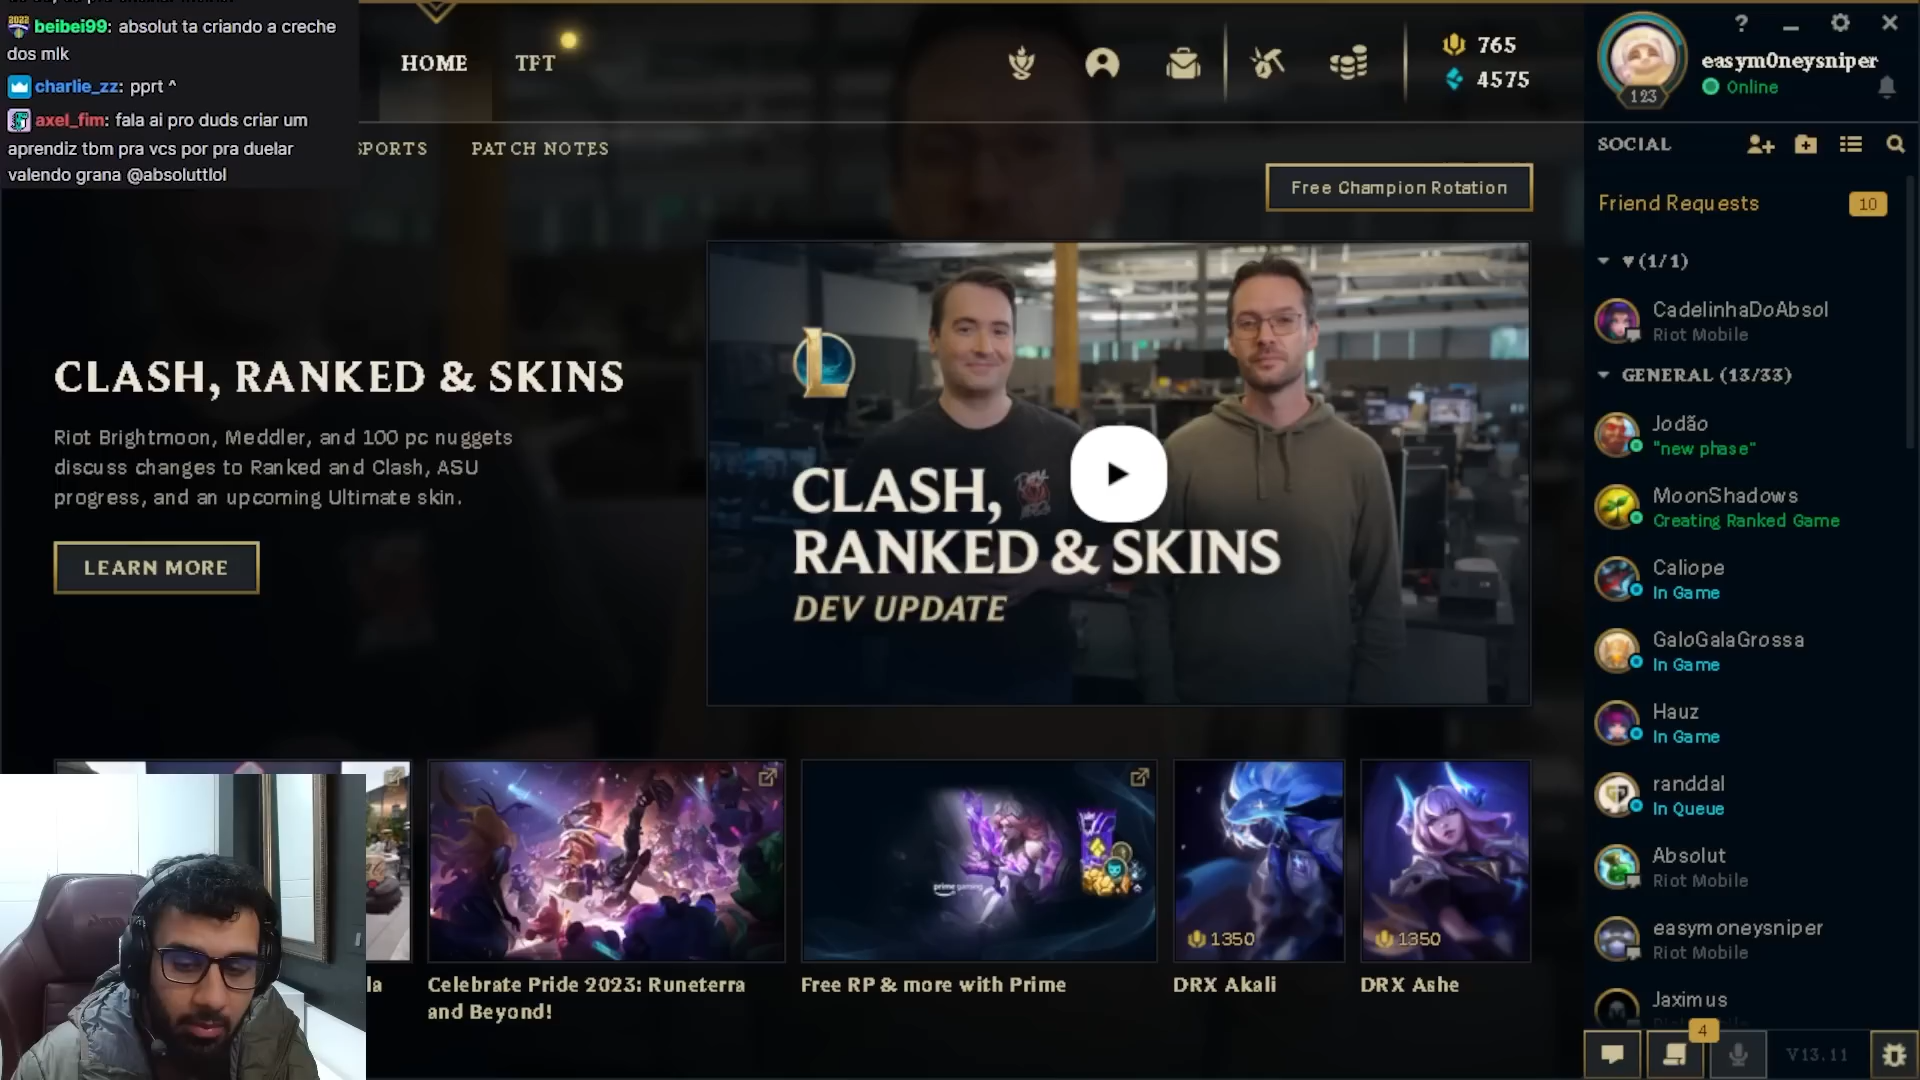 beibei99: absolut ta criando a creche
dos mlk
charlie_zz: pprt ^
axel_fim: fala ai pro duds criar um
aprendiz tbm pra vcs por pra duelar
valendo grana @absoluttlol
HOME
TFT
765
4575
123
easym0neysniper
Online
PATCH NOTES
Free Champion Rotation
SOCIAL
Friend Requests
10
♥ (1/1)
CadelinhaDoAbsol
Riot Mobile
GENERAL (13/33)
Jodão
"new phase"
MoonShadows
Creating Ranked Game
Caliope
In Game
GaloGalaGrossa
In Game
Hauz
In Game
randdal
In Queue
Absolut
Riot Mobile
easymoneysniper
Riot Mobile
Jaximus
4
V13.11
CLASH, RANKED & SKINS
Riot Brightmoon, Meddler, and 100 pc nuggets
discuss changes to Ranked and Clash, ASU
progress, and an upcoming Ultimate skin.
LEARN MORE
CLASH,
RANKED & SKINS
DEV UPDATE
prime gaming
1350
1350
Celebrate Pride 2023: Runeterra
and Beyond!
Free RP & more with Prime
DRX Akali
DRX Ashe